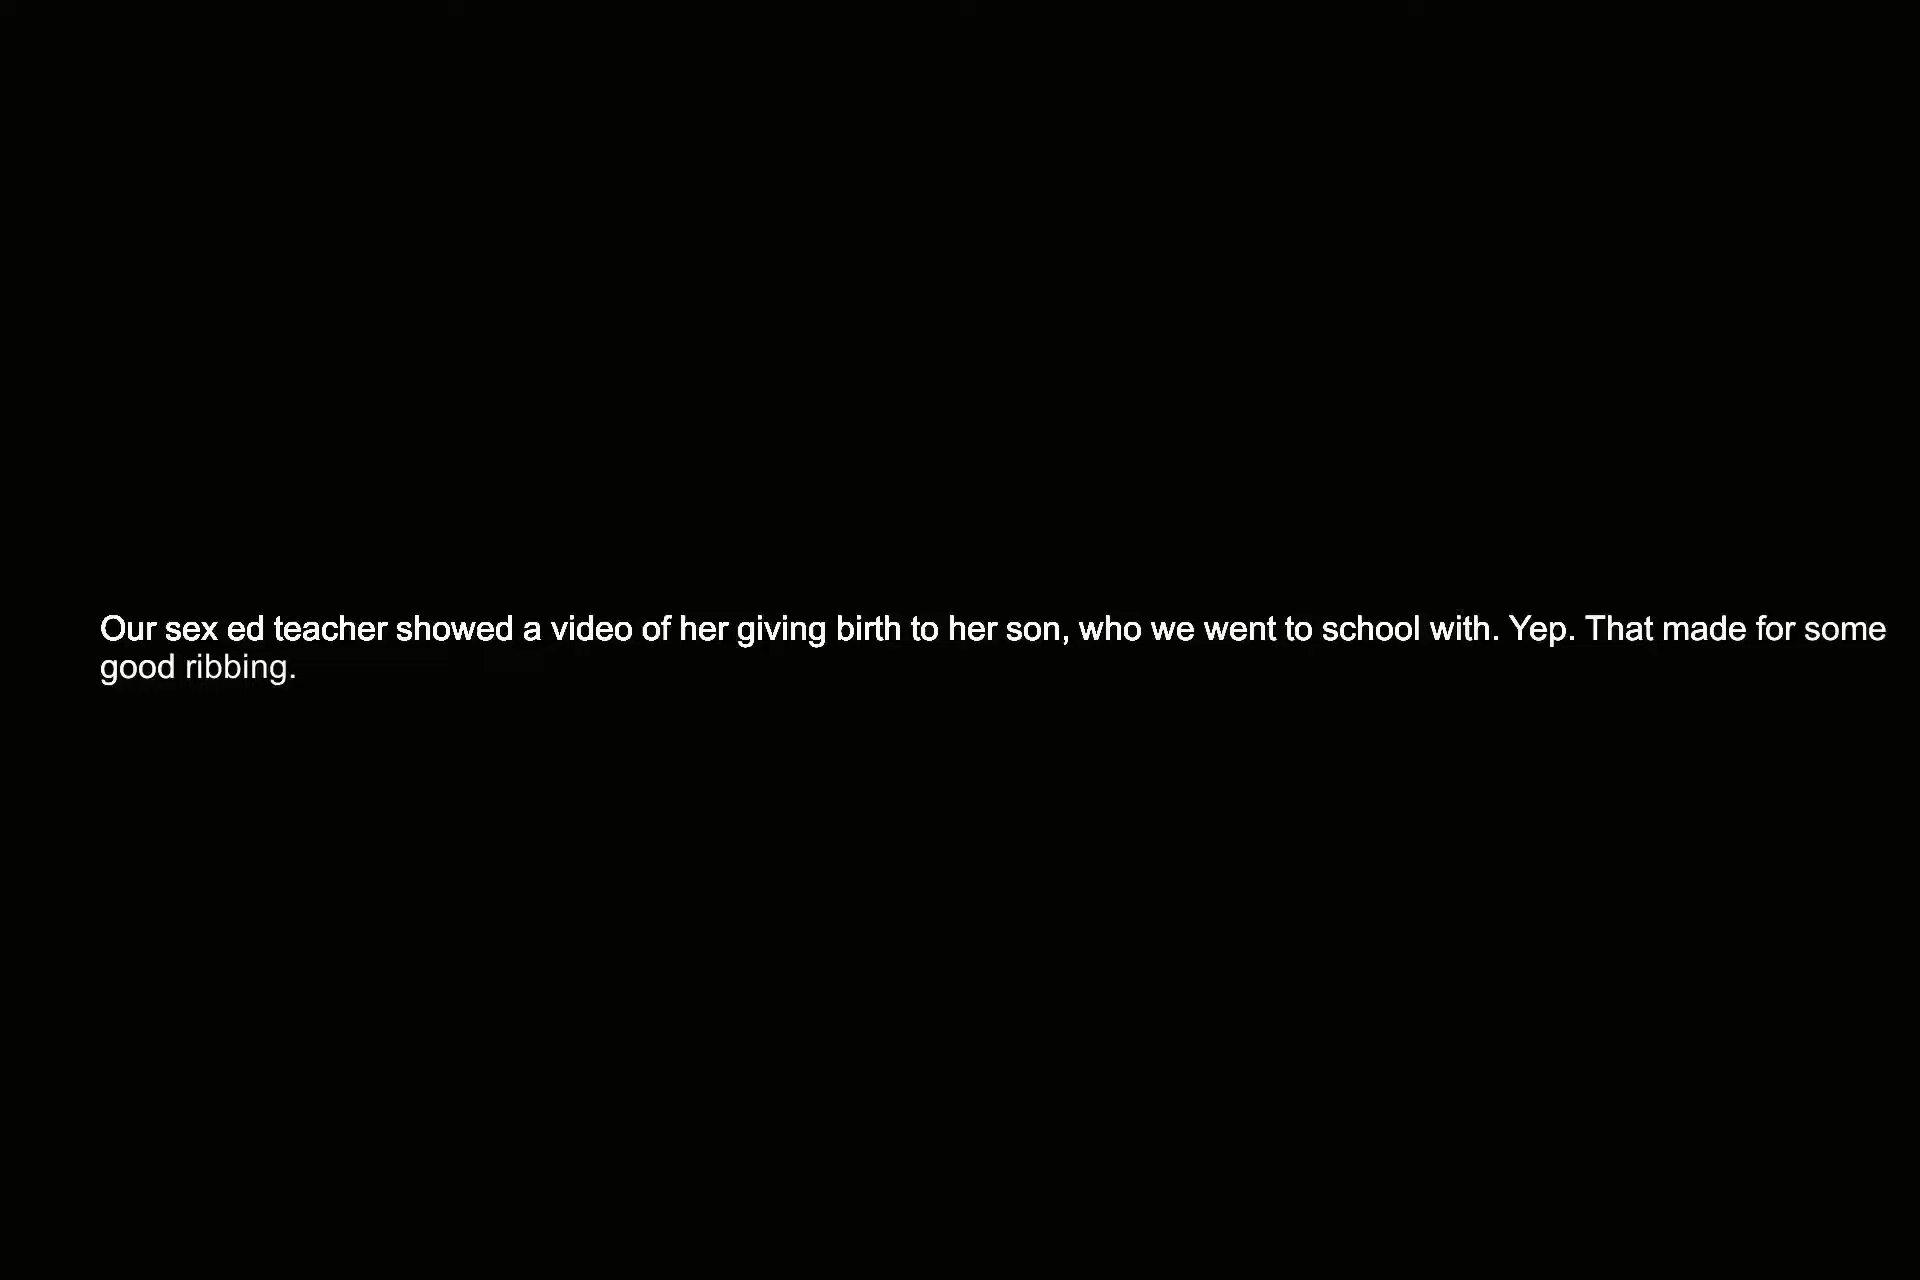 Our sex ed teacher showed a video of her giving birth to her son, who we went to school with. Yep. That made for some
good ribbing.